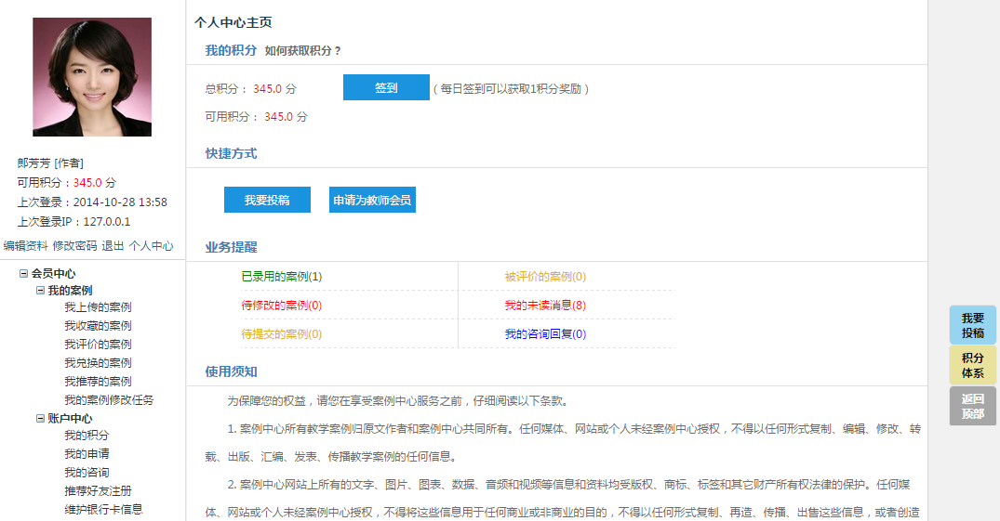 郎芳芳 [作者]
可用积分：345.0 分
上次登录：2014-10-28 13:58
上次登录IP：127.0.0.1
编辑资料 修改密码 退出 个人中心
会员中心
我的案例
我上传的案例
我收藏的案例
我评价的案例
我兑换的案例
我推荐的案例
我的案例修改任务
账户中心
我的积分
我的申请
我的咨询
推荐好友注册
维护银行卡信息
个人中心主页
我的积分 如何获取积分？
总积分： 345.0 分 签到 （每日签到可以获取1积分奖励）
可用积分： 345.0 分
快捷方式
我要投稿 申请为教师会员
业务提醒
已录用的案例(1) 被评价的案例(0)
待修改的案例(0) 我的未读消息(8)
待提交的案例(0) 我的咨询回复(0)
使用须知
为保障您的权益，请您在享受案例中心服务之前，仔细阅读以下条款。
1. 案例中心所有教学案例归原文作者和案例中心共同所有。任何媒体、网站或个人未经案例中心授权，不得以任何形式复制、编辑、修改、转
载、出版、汇编、发表、传播教学案例的任何信息。
2. 案例中心网站上所有的文字、图片、图表、数据、音频和视频等信息和资料均受版权、商标、标签和其它财产所有权法律的保护。任何媒
体、网站或个人未经案例中心授权，不得将这些信息用于任何商业或非商业的目的，不得以任何形式复制、再造、传播、出售这些信息，或者创造
我要
投稿
积分
体系
返回
顶部